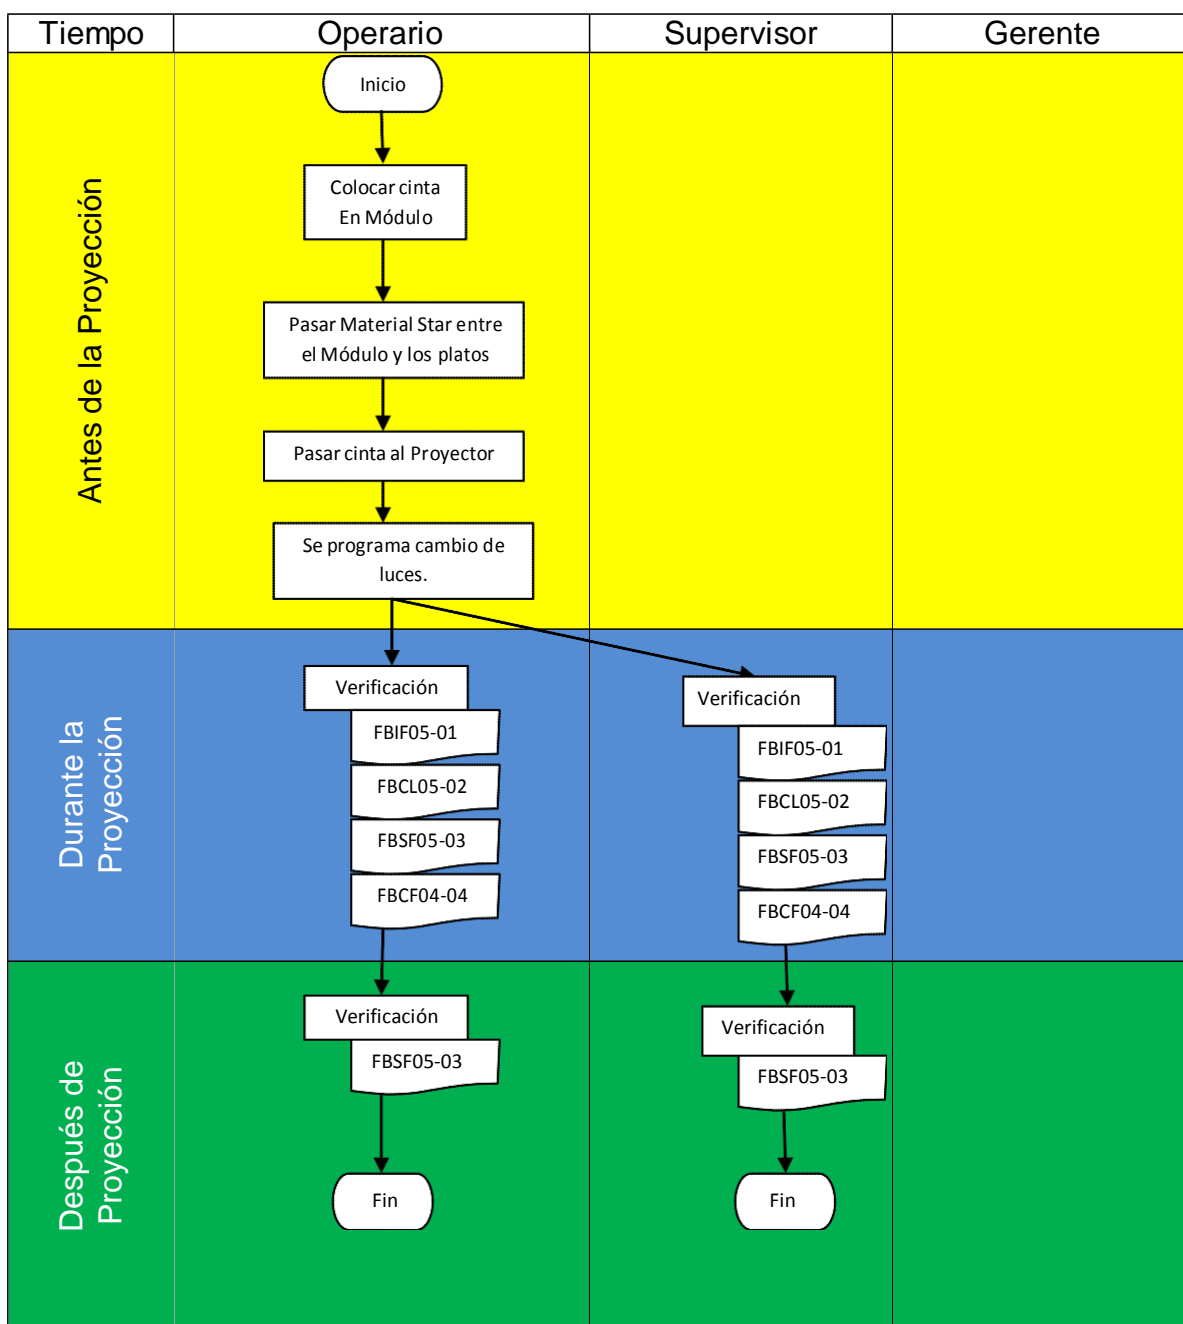 Tiempo
Operario
Supervisor
Gerente
Antes de la Proyección
Inicio
Colocar cinta
En Módulo
Pasar Material Star entre
el Módulo y los platos
Pasar cinta al Proyector
Se programa cambio de
luces.
Durante la
Proyección
Verificación
FBIF05-01
FBCL05-02
FBSF05-03
FBCF04-04
Verificación
FBIF05-01
FBCL05-02
FBSF05-03
FBCF04-04
Después de
Proyección
Verificación
FBSF05-03
Fin
Verificación
FBSF05-03
Fin